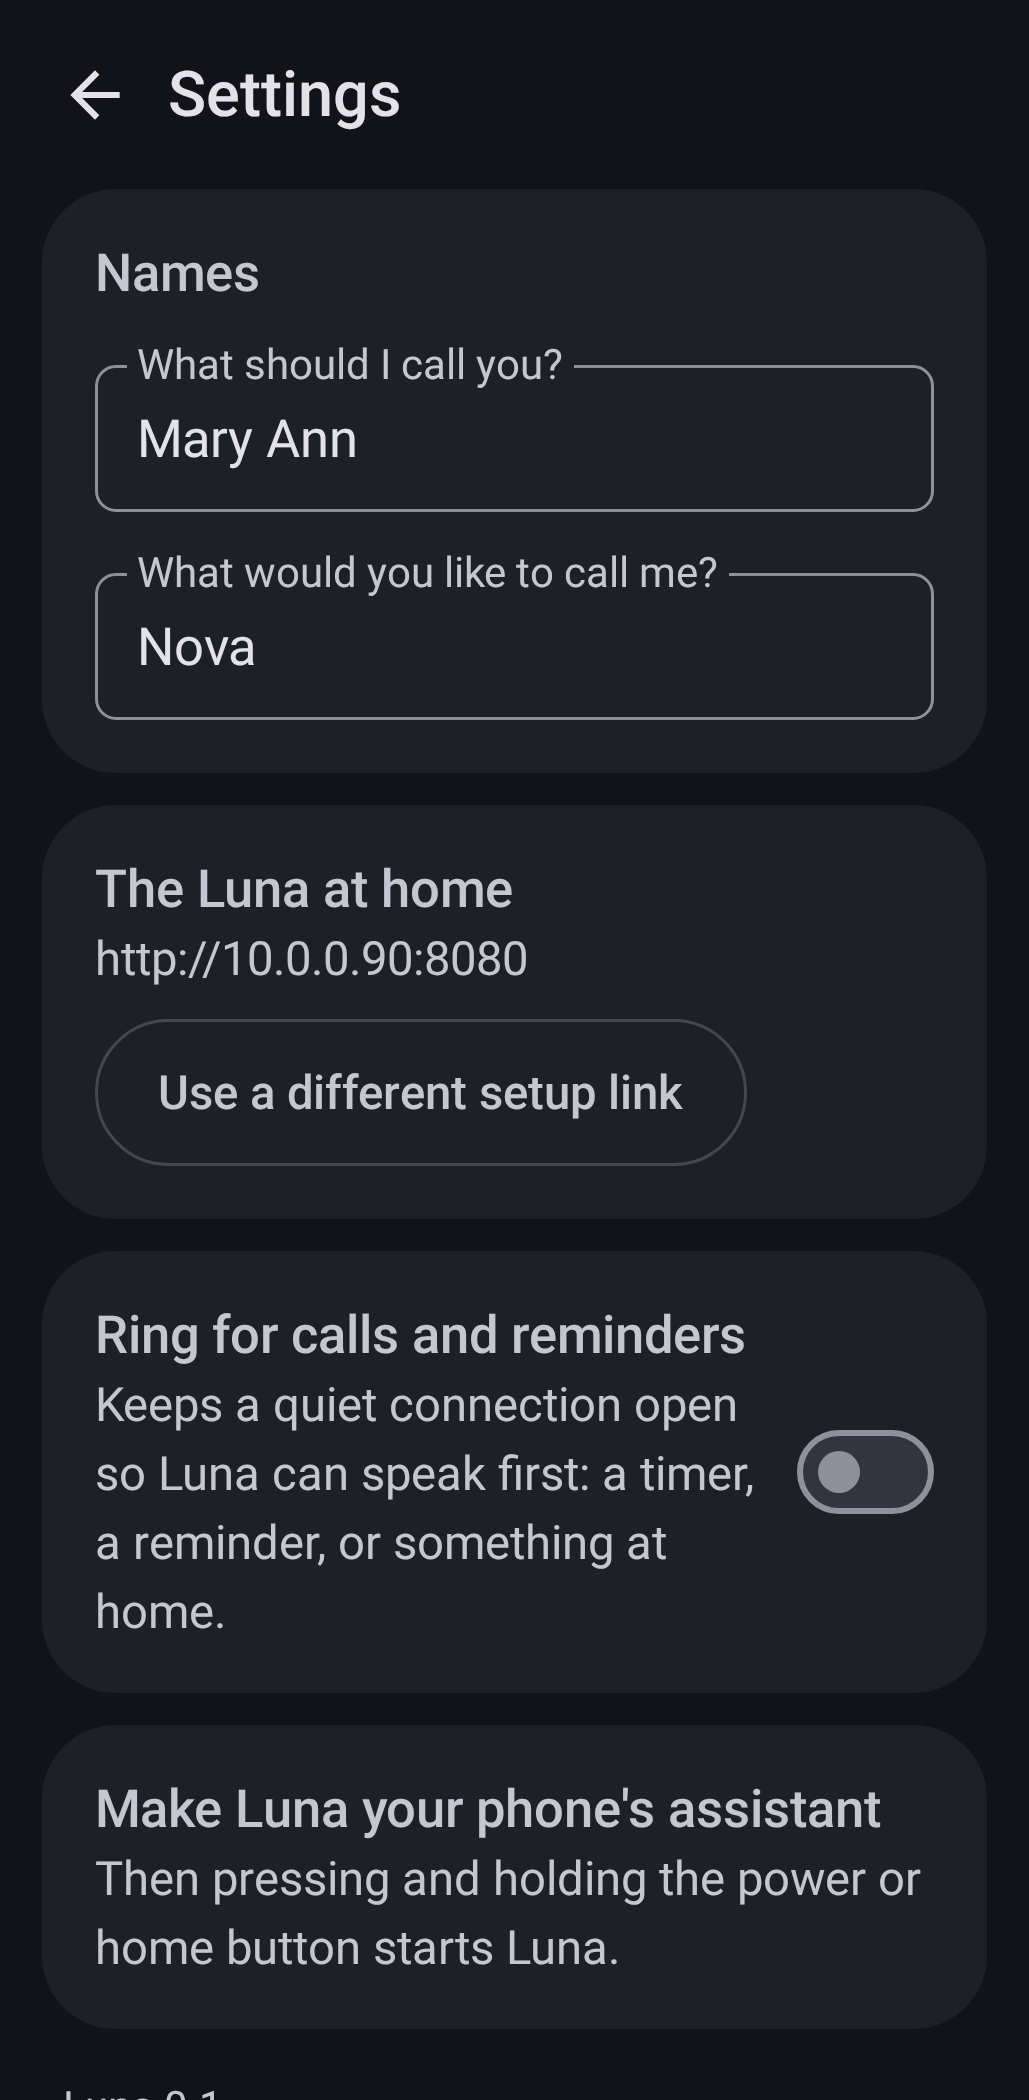 Settings
Names
What should I call you?
Mary Ann
What would you like to call me?
Nova
The Luna at home
http://10.0.0.90:8080
Use a different setup link
Ring for calls and reminders
Keeps a quiet connection open
so Luna can speak first: a timer,
a reminder, or something at
home.
Make Luna your phone's assistant
Then pressing and holding the power or
home button starts Luna.
Luna 0.1